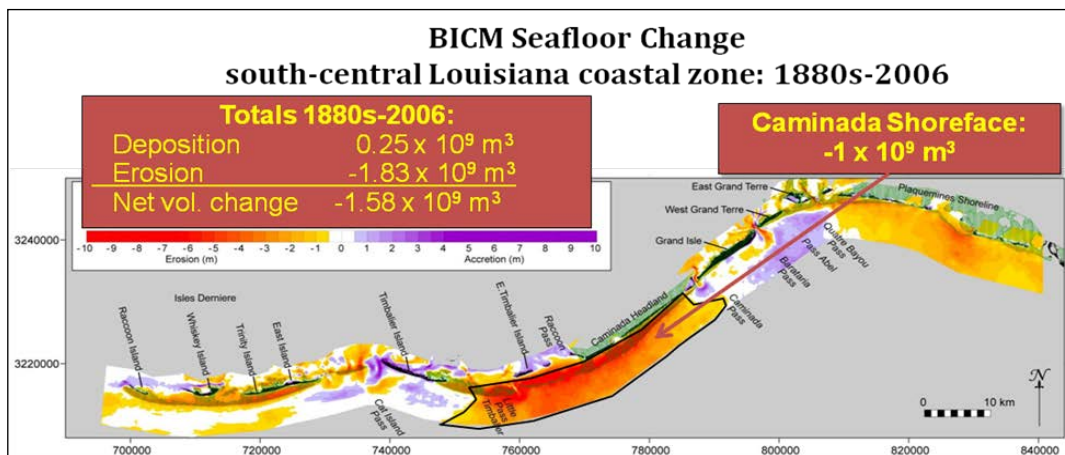 BICM Seafloor Change
south-central Louisiana coastal zone: 1880s-2006
Totals 1880s-2006:
Deposition 0.25 x 10⁹ m³
Erosion -1.83 x 10⁹ m³
Net vol. change -1.58 x 10⁹ m³
Caminada Shoreface:
-1 x 10⁹ m³
-10 -9 -8 -7 -6 -5 -4 -3 -2 -1 0 1 2 3 4 5 6 7 8 9 10
Erosion (m) Accretion (m)
3240000
3220000
Isles Derniere
Raccoon Island
Whiskey Island
Trinity Island
East Island
Timbalier Island
Cat Island
Pass
E.Timbalier Island
Raccoon
Pass
Little
Pass
Timbalier
Caminada Headland
Grand Isle
West Grand Terre
East Grand Terre
Plaquemines Shoreline
Caminada
Pass
Barataria
Pass
Pass Abel
Quatre Bayou
Pass
N
0 10 km
700000 720000 740000 760000 780000 800000 820000 840000